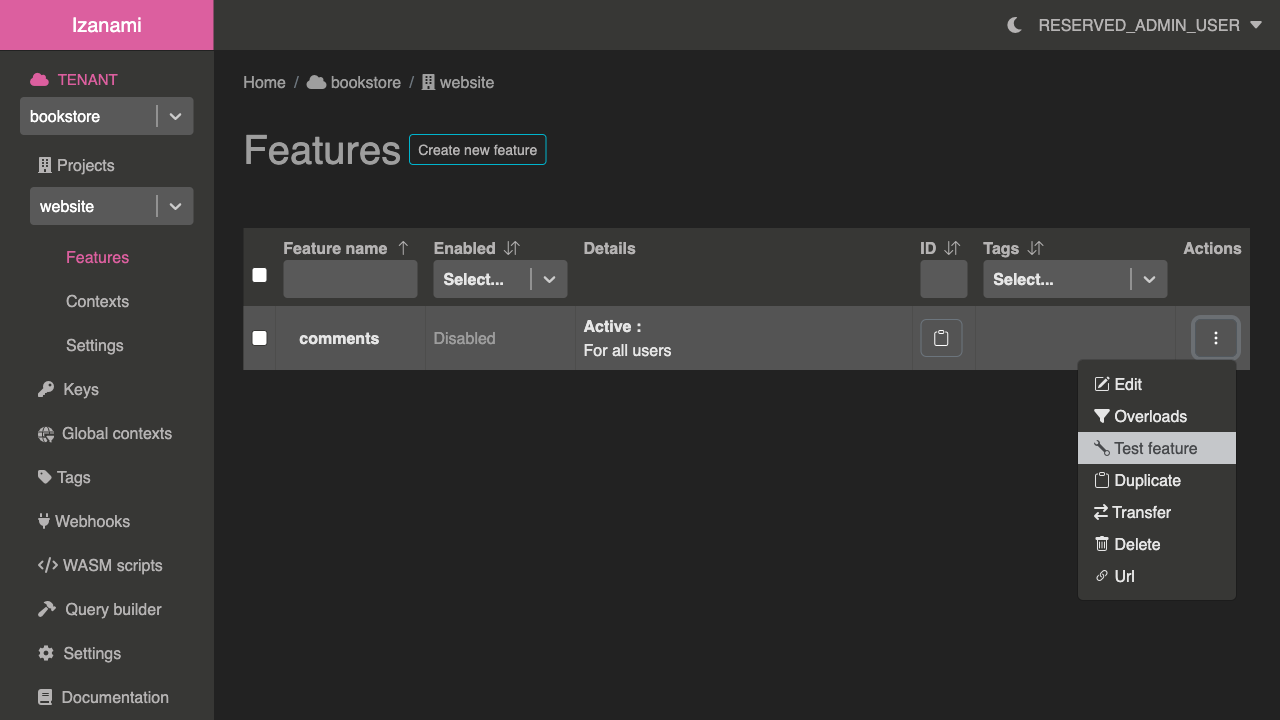 Izanami
RESERVED_ADMIN_USER
TENANT
bookstore
Projects
website
Features
Contexts
Settings
Keys
Global contexts
Tags
Webhooks
WASM scripts
Query builder
Settings
Documentation
Home / bookstore / website
Features Create new feature
Feature name Enabled Details ID Tags Actions
Select... Select...
comments Disabled Active :
For all users
Edit
Overloads
Test feature
Duplicate
Transfer
Delete
Url